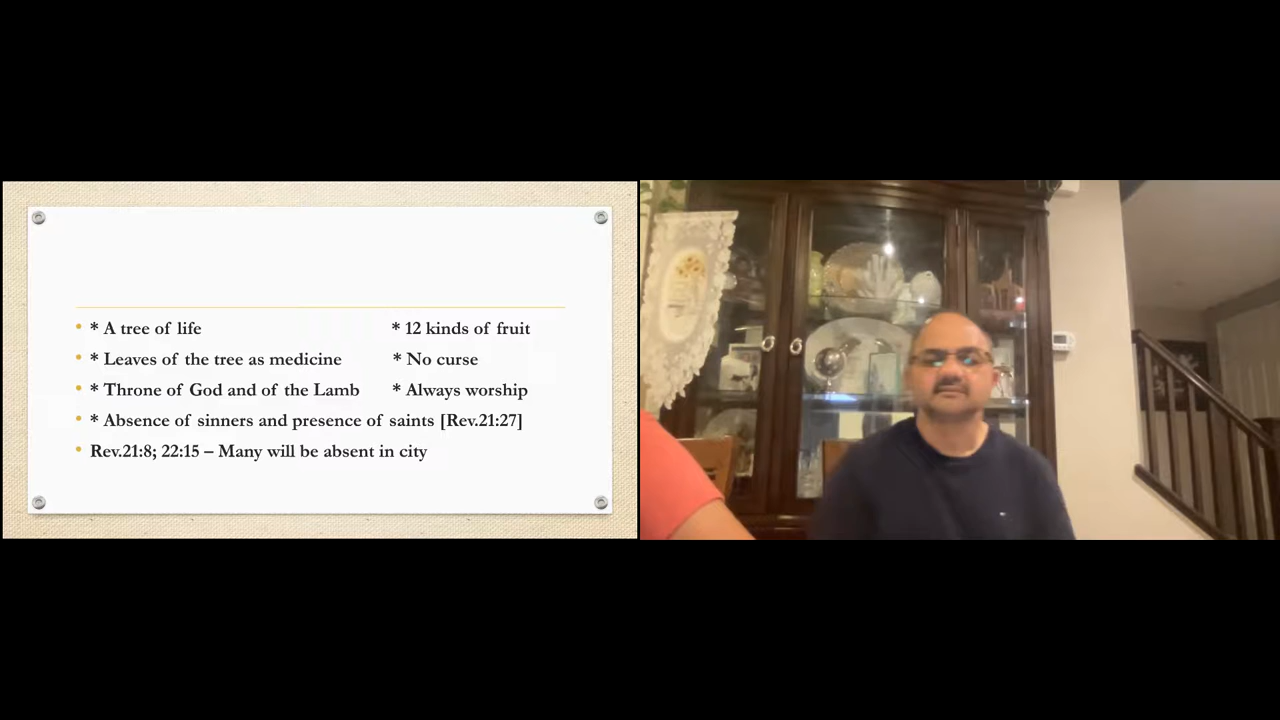 * A tree of life * 12 kinds of fruit
* Leaves of the tree as medicine * No curse
* Throne of God and of the Lamb * Always worship
* Absence of sinners and presence of saints [Rev.21:27]
Rev.21:8; 22:15 – Many will be absent in city